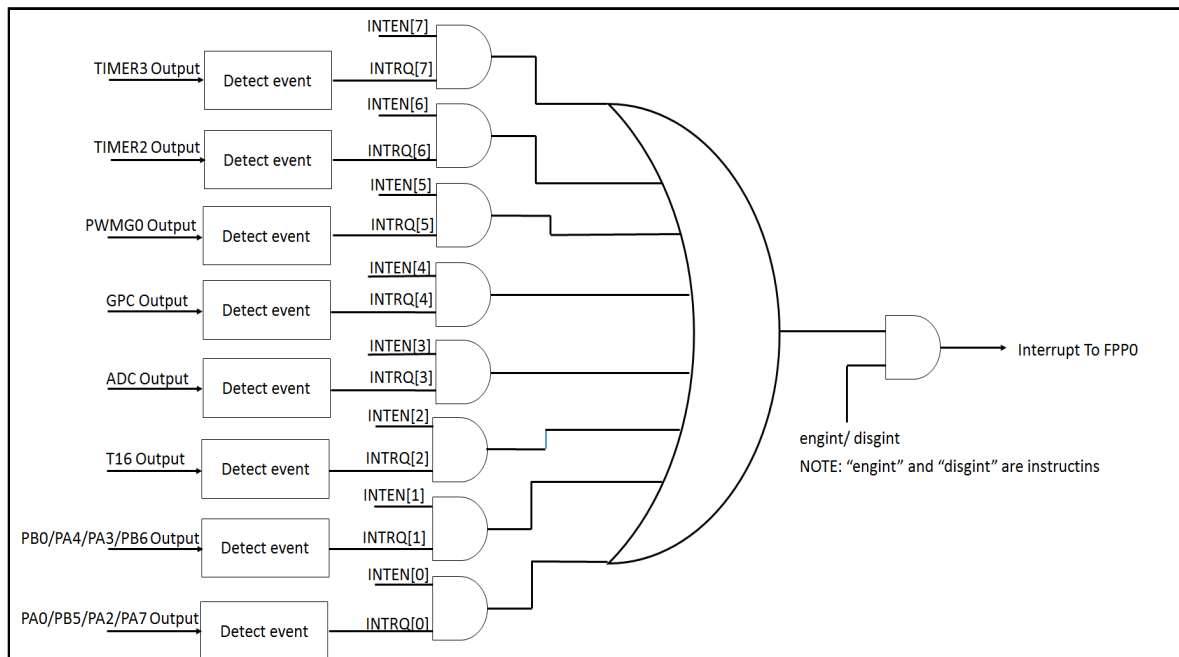 INTEN[7]
TIMER3 Output
Detect event
INTRQ[7]
INTEN[6]
TIMER2 Output
Detect event
INTRQ[6]
INTEN[5]
PWMG0 Output
Detect event
INTRQ[5]
INTEN[4]
GPC Output
Detect event
INTRQ[4]
INTEN[3]
ADC Output
Detect event
INTRQ[3]
INTEN[2]
T16 Output
Detect event
INTRQ[2]
INTEN[1]
PB0/PA4/PA3/PB6 Output
Detect event
INTRQ[1]
INTEN[0]
PA0/PB5/PA2/PA7 Output
Detect event
INTRQ[0]
Interrupt To FPP0
engint/ disgint
NOTE: “engint” and “disgint” are instructins